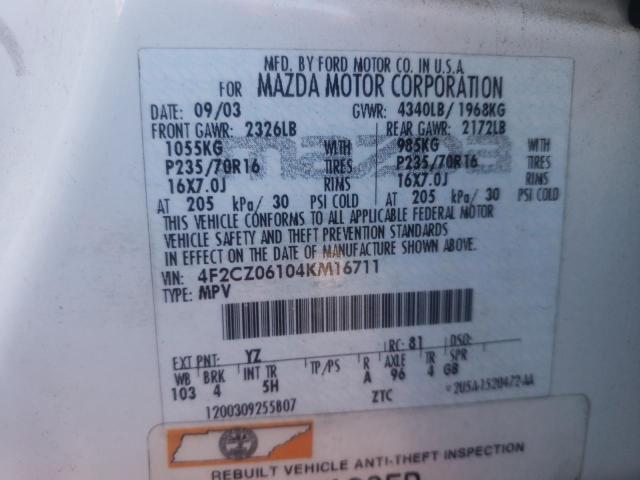 MFD. BY FORD MOTOR CO. IN U.S.A.
FOR MAZDA MOTOR CORPORATION
DATE: 09/03 GVWR: 4340LB/ 1968KG
FRONT GAWR: 2326LB REAR GAWR: 2172LB
1055KG WITH 985KG WITH
P235/70R16 TIRES P235/70R16 TIRES
16X7.0J RIMS 16X7.0J RIMS
AT 205 kPa/ 30 PSI COLD AT 205 kPa/ 30 PSI COLD
THIS VEHICLE CONFORMS TO ALL APPLICABLE FEDERAL MOTOR
VEHICLE SAFETY AND THEFT PREVENTION STANDARDS
IN EFFECT ON THE DATE OF MANUFACTURE SHOWN ABOVE.
VIN: 4F2CZ06104KM16711
TYPE: MPV
EXT PNT: YZ RC: 81 DSO:
WB BRK INT TR TP/PS R AXLE TR SPR
103 4 5H A 96 4 GB
1200309255807 ZTC
REBUILT VEHICLE ANTI-THEFT INSPECTION